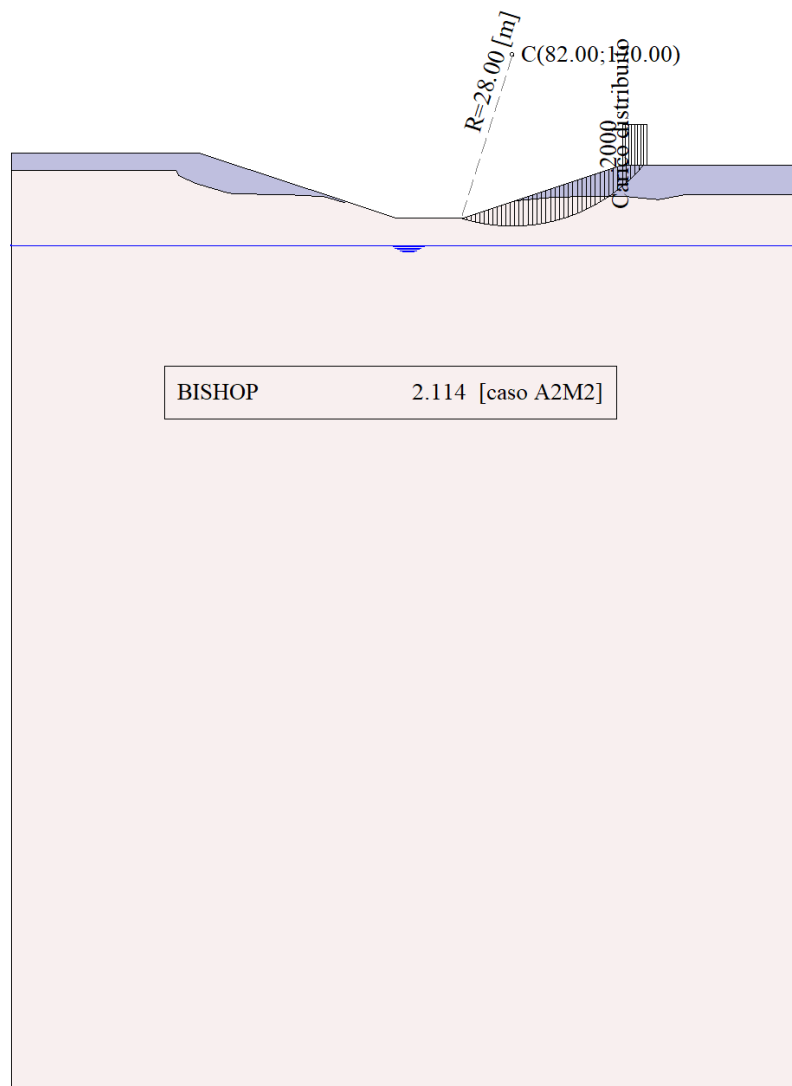 R=28.00 [m]
C(82.00;110.00)
2000
Carico distribuito
BISHOP 2.114 [caso A2M2]